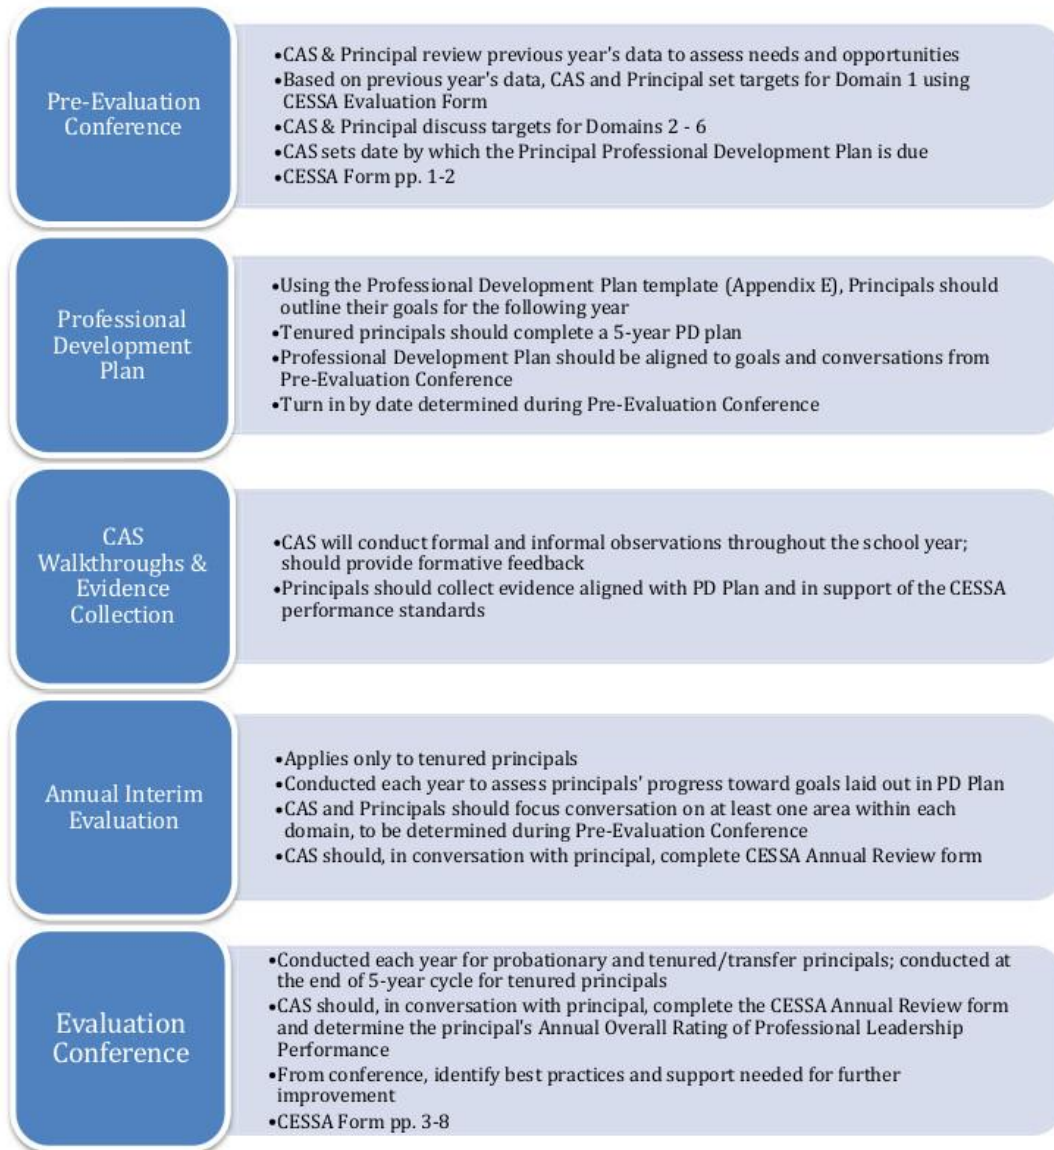 Pre-Evaluation
Conference
•CAS & Principal review previous year's data to assess needs and opportunities
•Based on previous year's data, CAS and Principal set targets for Domain 1 using
CESSA Evaluation Form
•CAS & Principal discuss targets for Domains 2 - 6
•CAS sets date by which the Principal Professional Development Plan is due
•CESSA Form pp. 1-2
Professional
Development
Plan
•Using the Professional Development Plan template (Appendix E), Principals should
outline their goals for the following year
•Tenured principals should complete a 5-year PD plan
•Professional Development Plan should be aligned to goals and conversations from
Pre-Evaluation Conference
•Turn in by date determined during Pre-Evaluation Conference
CAS
Walkthroughs &
Evidence
Collection
•CAS will conduct formal and informal observations throughout the school year;
should provide formative feedback
•Principals should collect evidence aligned with PD Plan and in support of the CESSA
performance standards
Annual Interim
Evaluation
•Applies only to tenured principals
•Conducted each year to assess principals' progress toward goals laid out in PD Plan
•CAS and Principals should focus conversation on at least one area within each
domain, to be determined during Pre-Evaluation Conference
•CAS should, in conversation with principal, complete CESSA Annual Review form
Evaluation
Conference
•Conducted each year for probationary and tenured/transfer principals; conducted at
the end of 5-year cycle for tenured principals
•CAS should, in conversation with principal, complete the CESSA Annual Review form
and determine the principal's Annual Overall Rating of Professional Leadership
Performance
•From conference, identify best practices and support needed for further
improvement
•CESSA Form pp. 3-8